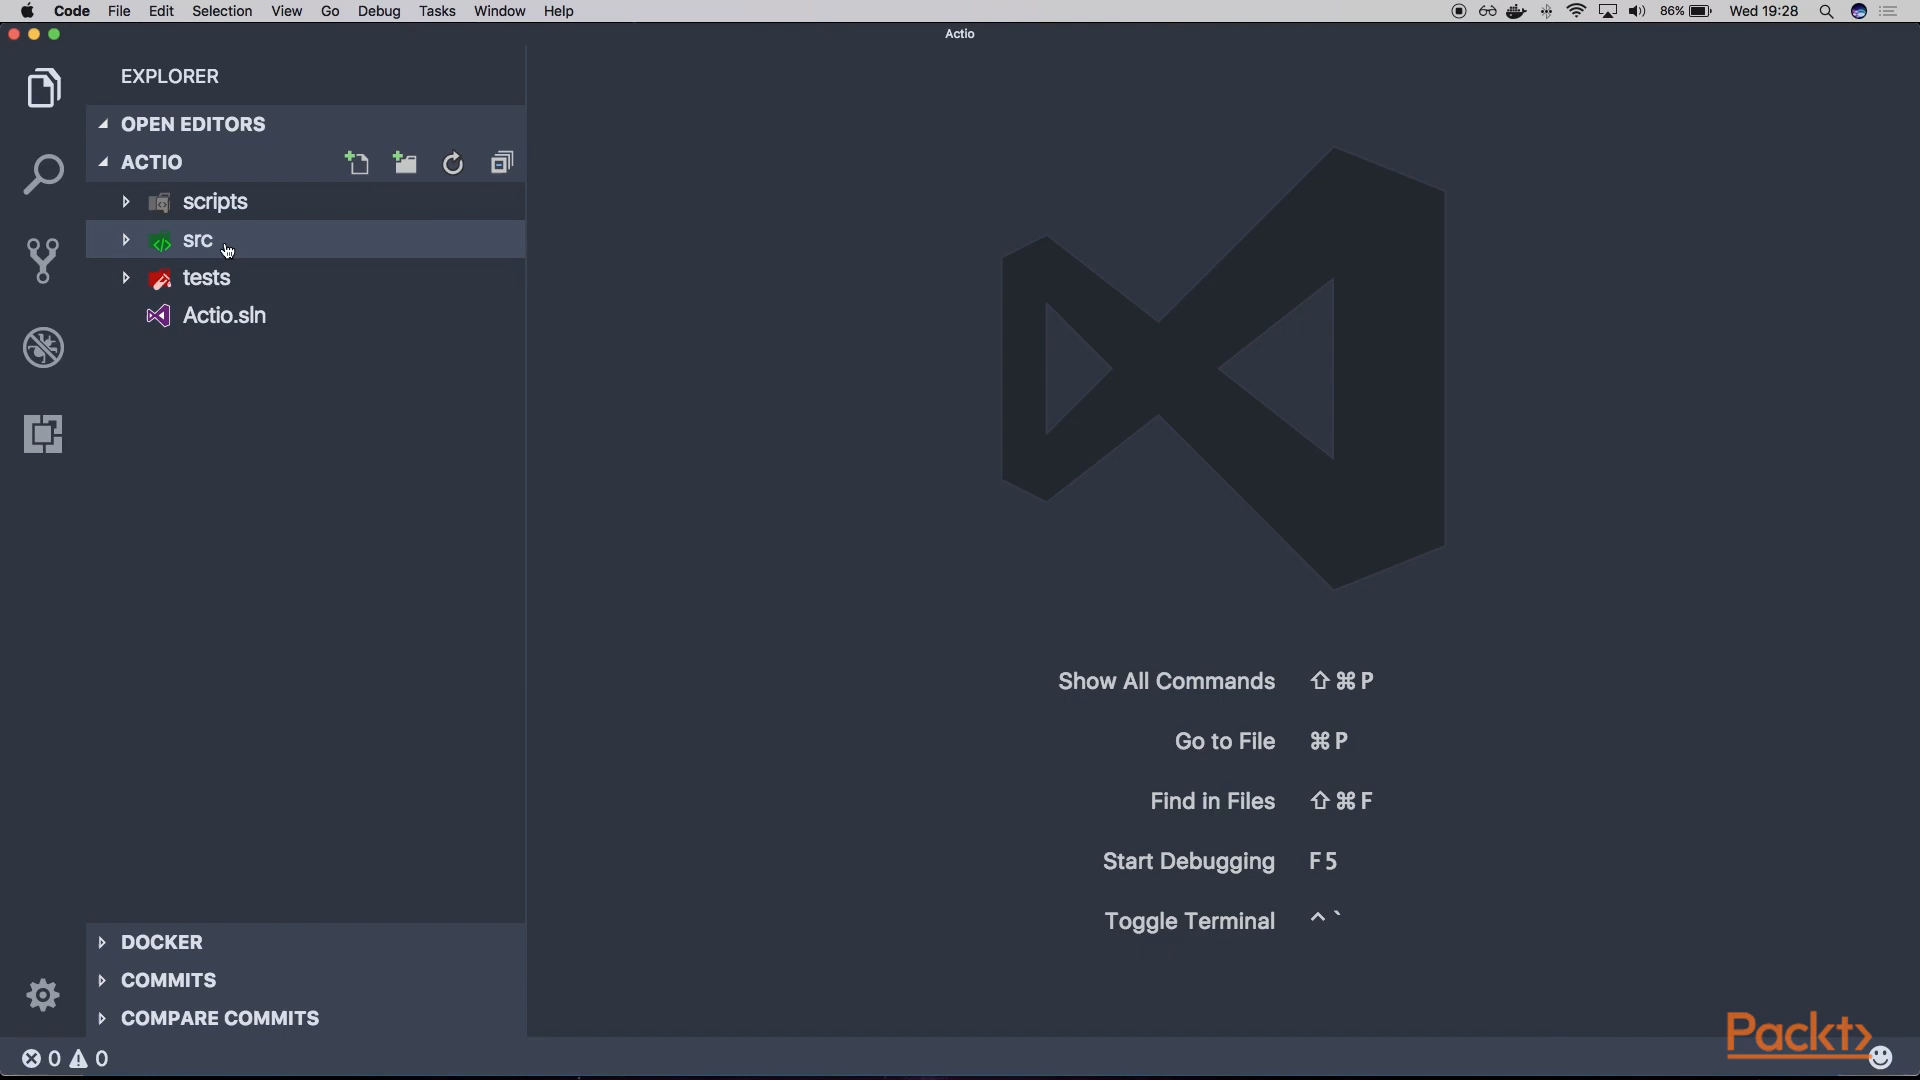 Code File Edit Selection View Go Debug Tasks Window Help 86% Wed 19:28
Actio
EXPLORER
OPEN EDITORS
ACTIO
scripts
src
tests
Actio.sln
Show All Commands ⇧⌘P
Go to File ⌘P
Find in Files ⇧⌘F
Start Debugging F5
Toggle Terminal ^`
DOCKER
COMMITS
COMPARE COMMITS
Packt>
0 0